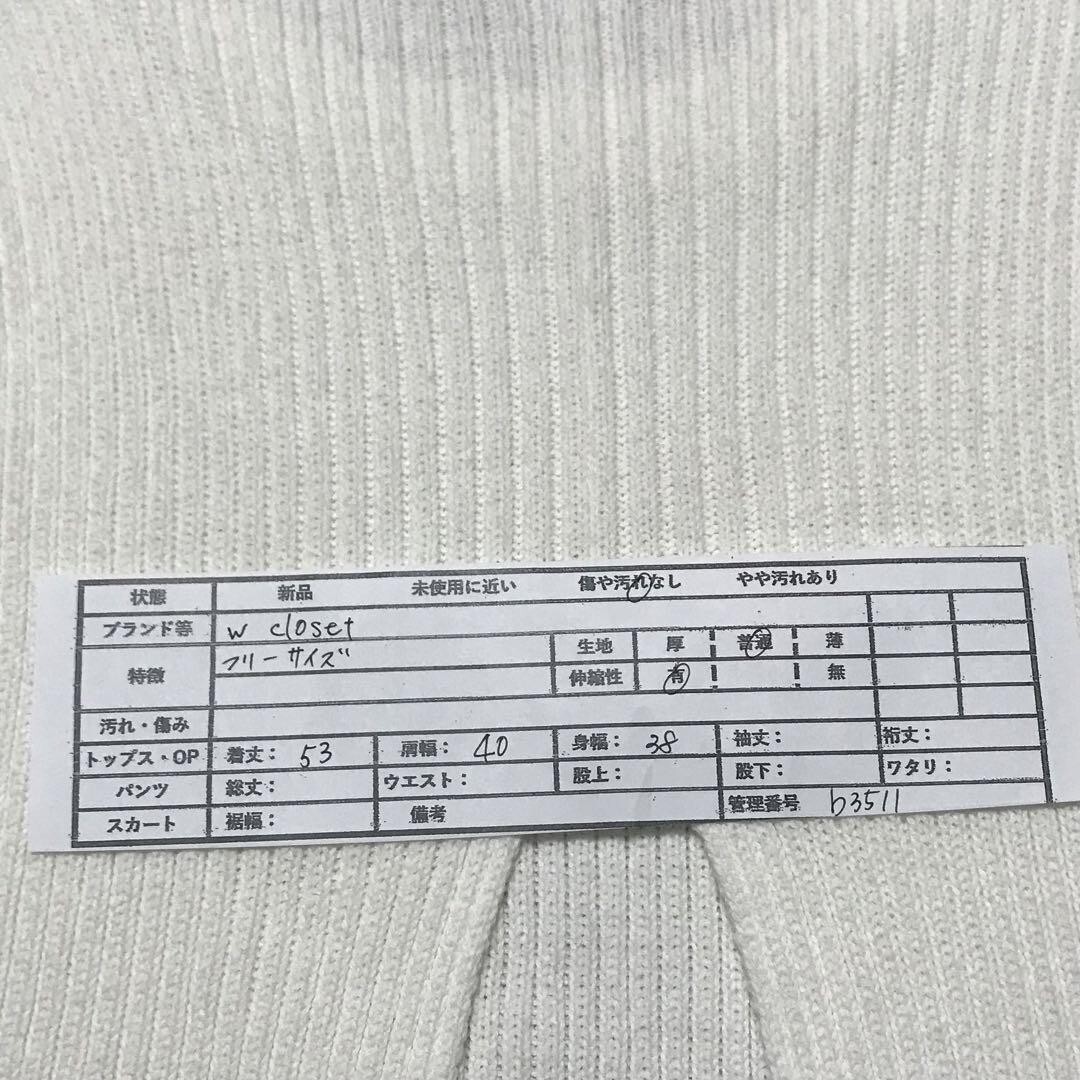 状態 新品 未使用に近い 傷や汚れなし やや汚れあり
ブランド等 w closet
特徴 フリーサイズ 生地 厚 普通 薄
伸縮性 有 無
汚れ・傷み
トップス・OP 着丈: 53 肩幅: 40 身幅: 38 袖丈: 裄丈:
パンツ 総丈: ウエスト: 股上: 股下: ワタリ:
スカート 裾幅: 備考 管理番号 b3511